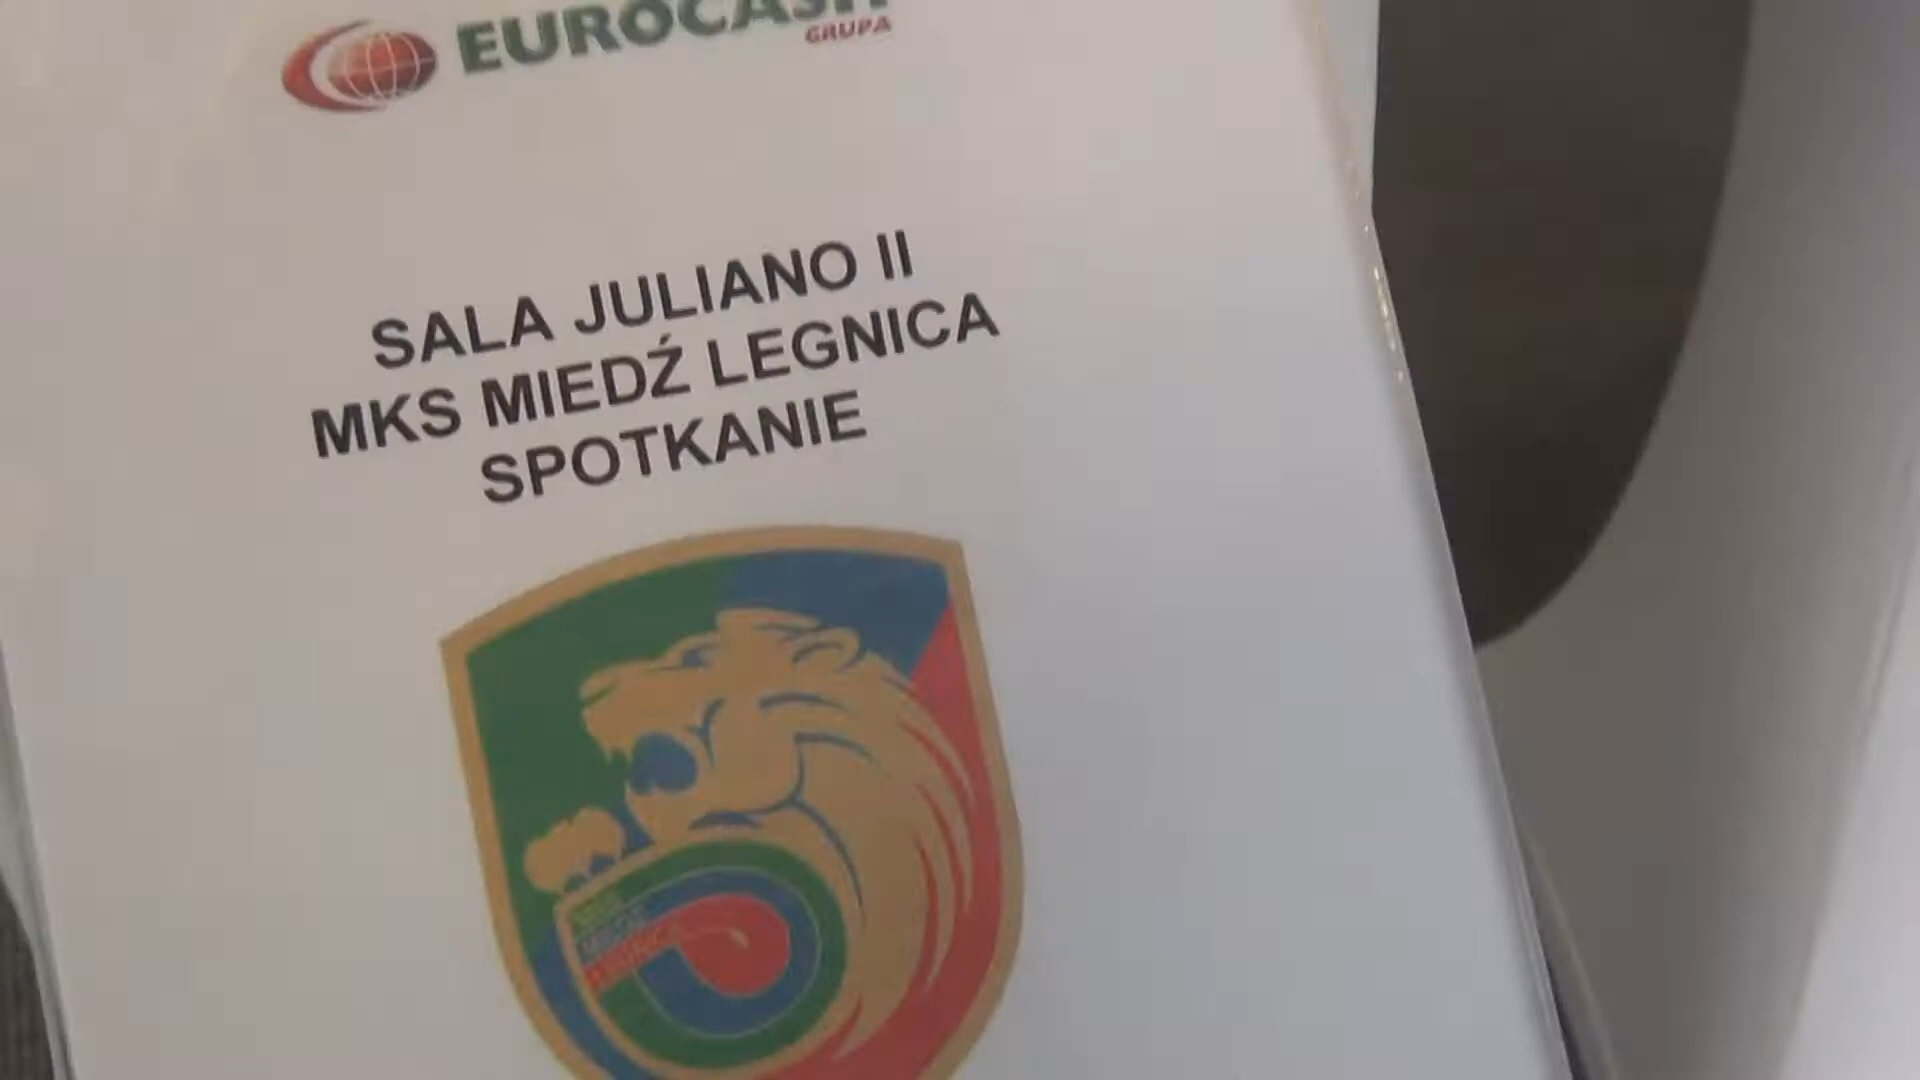 EUROCASH
GRUPA
SALA JULIANO II
MKS MIEDŹ LEGNICA
SPOTKANIE